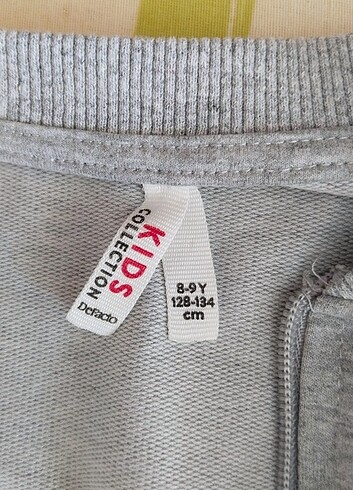 KIDS
COLLECTION
DeFacto
8-9 Y
128-134
cm